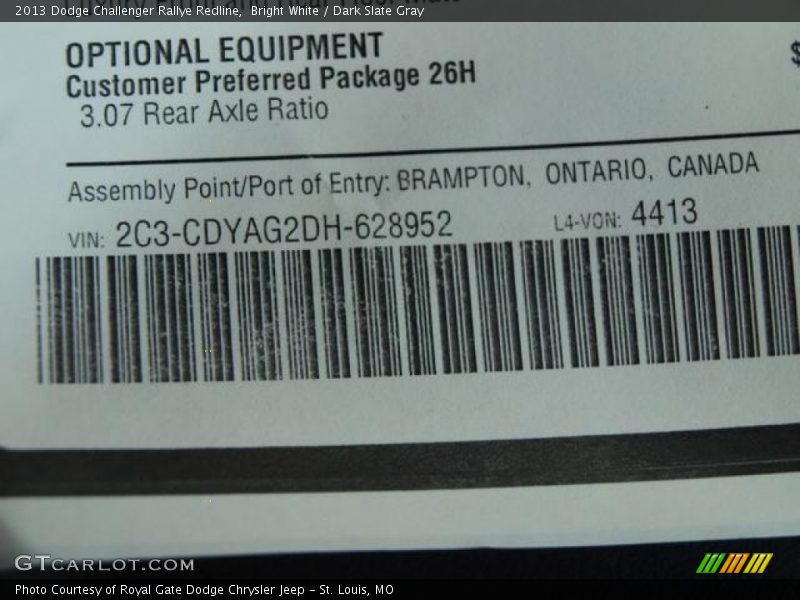 2013 Dodge Challenger Rallye Redline, Bright White / Dark Slate Gray
OPTIONAL EQUIPMENT
$
Customer Preferred Package 26H
3.07 Rear Axle Ratio
Assembly Point/Port of Entry: BRAMPTON, ONTARIO, CANADA
VIN: 2C3-CDYAG2DH-628952 L4-VON: 4413
GTCARLOT.COM
Photo Courtesy of Royal Gate Dodge Chrysler Jeep – St. Louis, MO